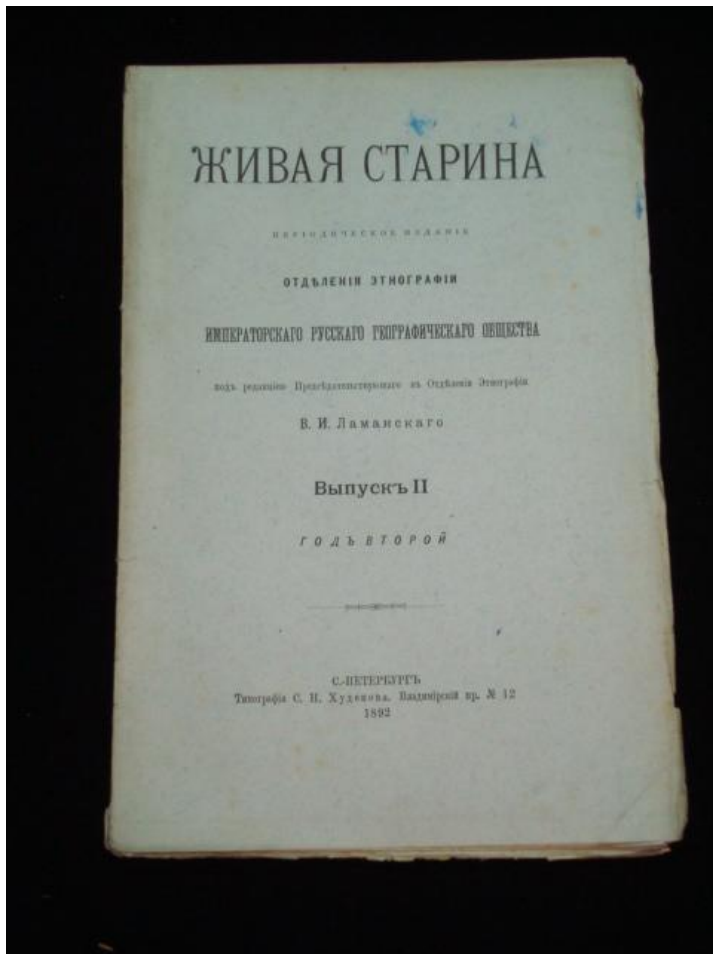 ЖИВАЯ СТАРИНА
ПЕРІОДИЧЕСКОЕ ИЗДАНІЕ
ОТДѢЛЕНІЯ ЭТНОГРАФІИ
ИМПЕРАТОРСКАГО РУССКАГО ГЕОГРАФИЧЕСКАГО ОБЩЕСТВА
подъ редакціею Предсѣдательствующаго въ Отдѣленіи Этнографіи
В. И. Ламанскаго
Выпускъ II
ГОДЪ ВТОРОЙ
С.-ПЕТЕРБУРГЪ
Типографія С. Н. Худекова. Владимірскій пр. № 12
1892